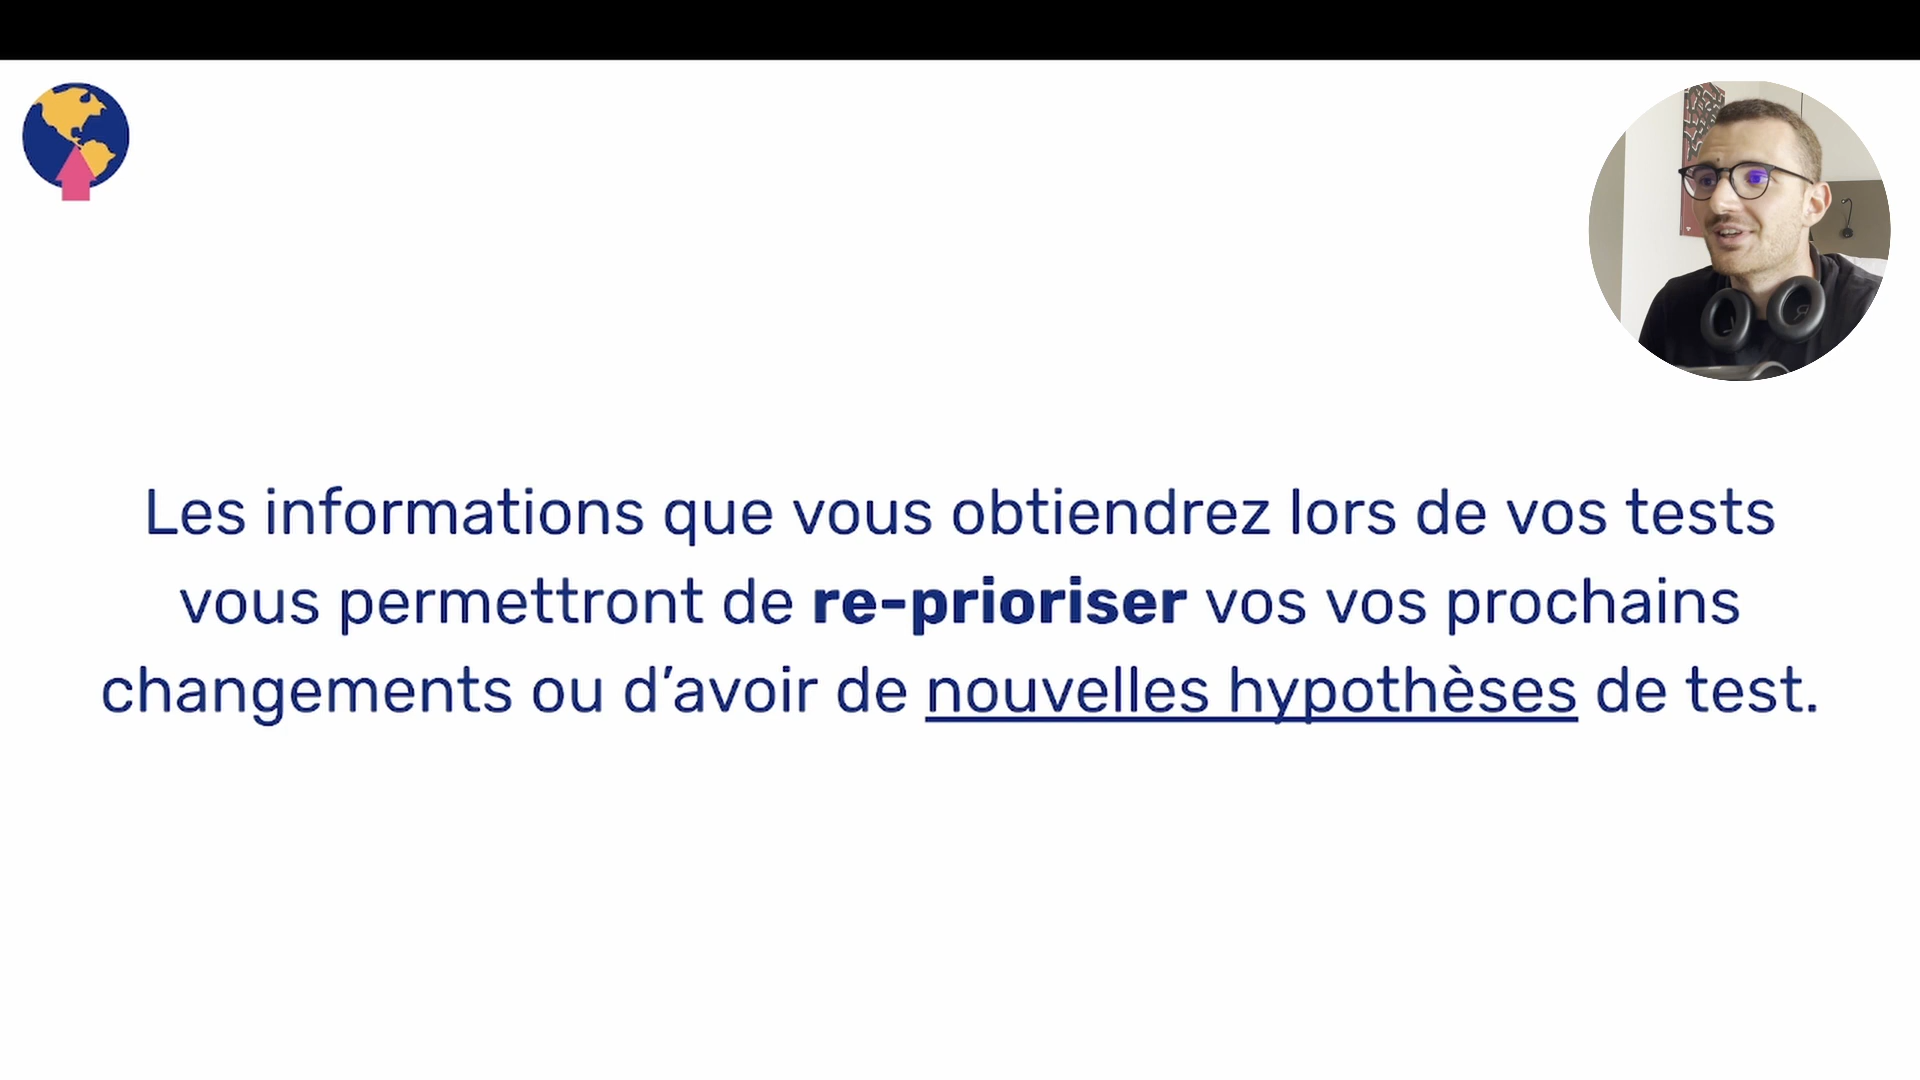 Les informations que vous obtiendrez lors de vos tests
vous permettront de re-prioriser vos vos prochains
changements ou d’avoir de nouvelles hypothèses de test.